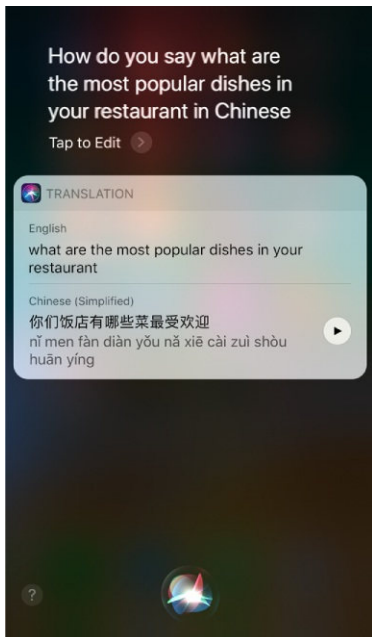 How do you say what are
the most popular dishes in
your restaurant in Chinese
Tap to Edit
TRANSLATION
English
what are the most popular dishes in your
restaurant
Chinese (Simplified)
你们饭店有哪些菜最受欢迎
nǐ men fàn diàn yǒu nǎ xiē cài zuì shòu
huān yíng
?